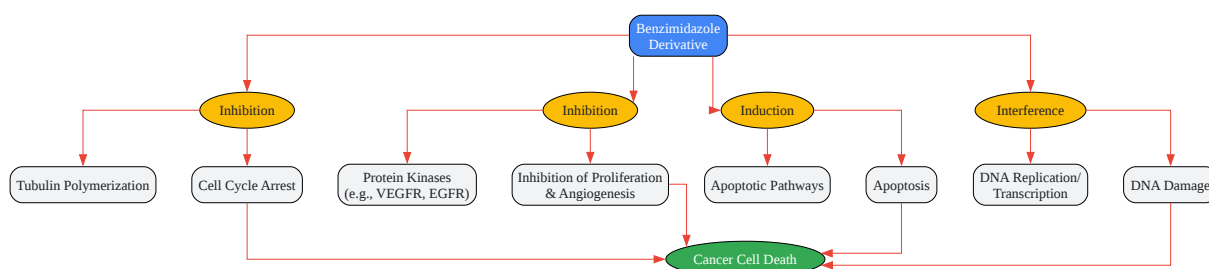 Benzimidazole
Derivative
Inhibition
Inhibition
Induction
Interference
Tubulin Polymerization
Cell Cycle Arrest
Protein Kinases
(e.g., VEGFR, EGFR)
Inhibition of Proliferation
& Angiogenesis
Apoptotic Pathways
Apoptosis
DNA Replication/
Transcription
DNA Damage
Cancer Cell Death